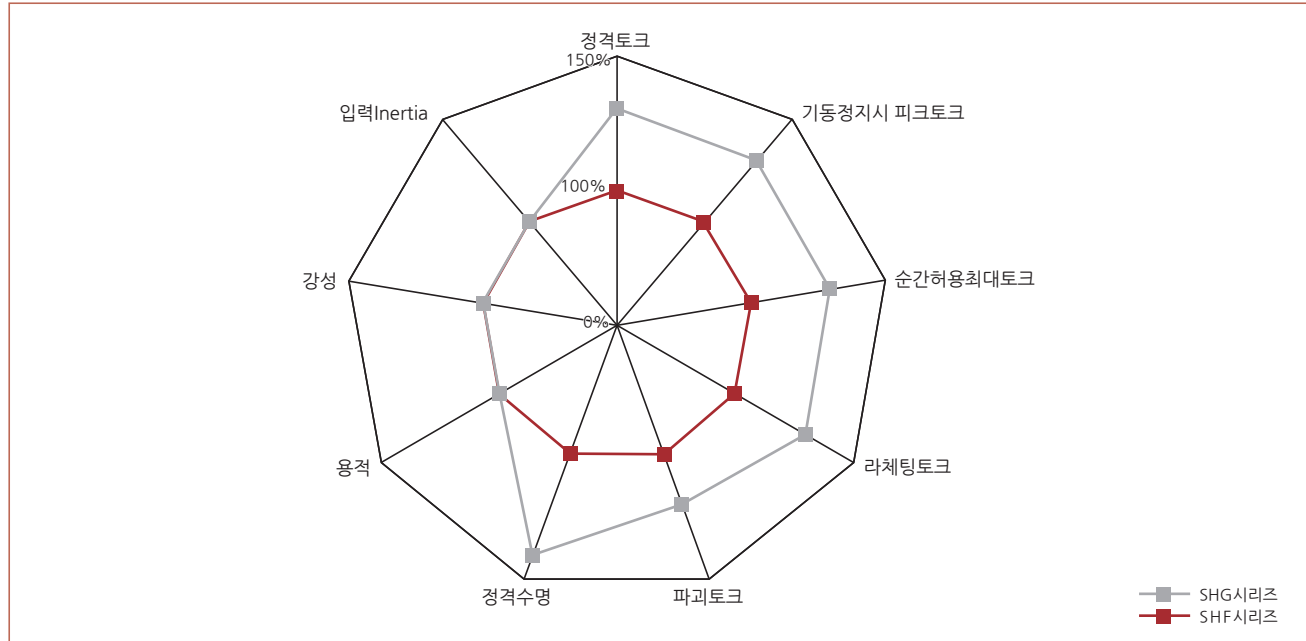 정격토크
150%
입력Inertia
기동정지시 피크토크
100%
강성
순간허용최대토크
0%
용적
라체팅토크
정격수명
파괴토크
SHG시리즈
SHF시리즈